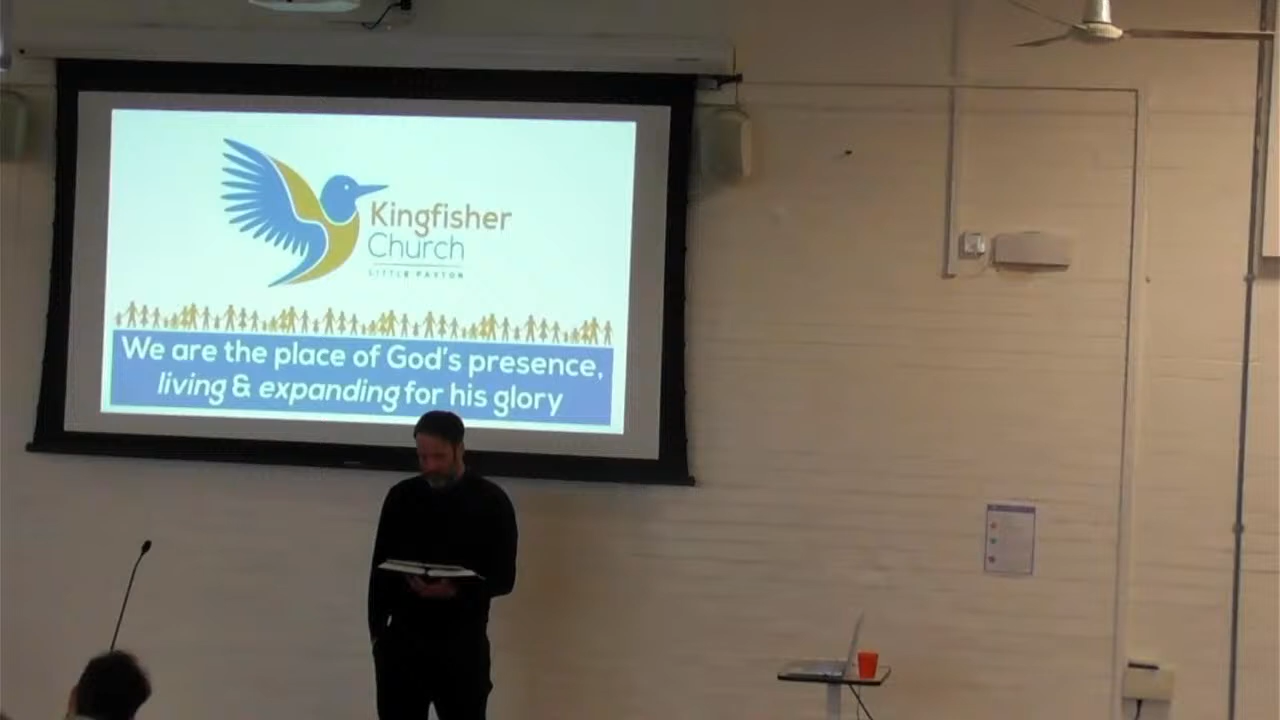 Kingfisher
Church
LITTLE PAXTON
We are the place of God's presence,
living & expanding for his glory